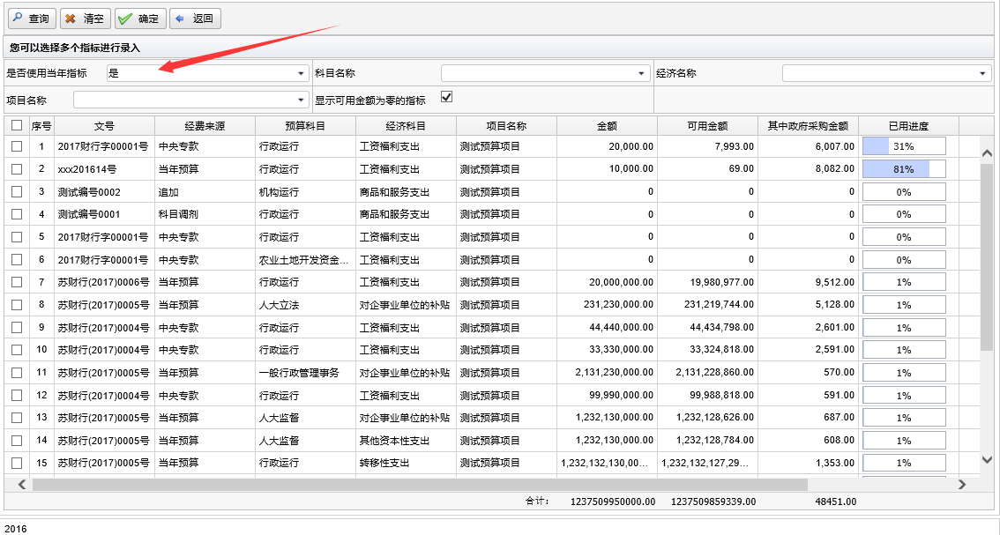 查询 清空 确定 返回
您可以选择多个指标进行录入
是否使用当年指标 是 科目名称 经济名称
项目名称 显示可用金额为零的指标
序号 文号 经费来源 预算科目 经济科目 项目名称 金额 可用金额 其中政府采购金额 已用进度
1 2017财行字00001号 中央专款 行政运行 工资福利支出 测试预算项目 20,000.00 7,993.00 6,007.00 31%
2 xxx201614号 当年预算 行政运行 工资福利支出 测试预算项目 10,000.00 69.00 8,082.00 81%
3 测试编号0002 追加 机构运行 商品和服务支出 测试预算项目 0 0 0 0%
4 测试编号0001 科目调剂 行政运行 商品和服务支出 测试预算项目 0 0 0 0%
5 2017财行字00001号 中央专款 行政运行 工资福利支出 测试预算项目 0 0 0 0%
6 2017财行字00001号 中央专款 农业土地开发资金... 工资福利支出 测试预算项目 0 0 0 0%
7 苏财行(2017)0006号 当年预算 行政运行 工资福利支出 测试预算项目 20,000,000.00 19,980,977.00 9,512.00 1%
8 苏财行(2017)0005号 当年预算 人大立法 对企事业单位的补贴 测试预算项目 231,230,000.00 231,219,744.00 5,128.00 1%
9 苏财行(2017)0004号 中央专款 行政运行 工资福利支出 测试预算项目 44,440,000.00 44,434,798.00 2,601.00 1%
10 苏财行(2017)0004号 中央专款 行政运行 工资福利支出 测试预算项目 33,330,000.00 33,324,818.00 2,591.00 1%
11 苏财行(2017)0005号 当年预算 一般行政管理事务 对企事业单位的补贴 测试预算项目 2,131,230,000.00 2,131,228,860.00 570.00 1%
12 苏财行(2017)0004号 中央专款 行政运行 工资福利支出 测试预算项目 99,990,000.00 99,988,818.00 591.00 1%
13 苏财行(2017)0005号 当年预算 人大监督 对企事业单位的补贴 测试预算项目 1,232,130,000.00 1,232,128,626.00 687.00 1%
14 苏财行(2017)0005号 当年预算 人大监督 其他资本性支出 测试预算项目 1,232,130,000.00 1,232,128,784.00 608.00 1%
15 苏财行(2017)0005号 当年预算 行政运行 转移性支出 测试预算项目 1,232,132,130,00... 1,232,132,127,29... 1,353.00 1%
合计: 1237509950000.00 1237509859339.00 48451.00
2016